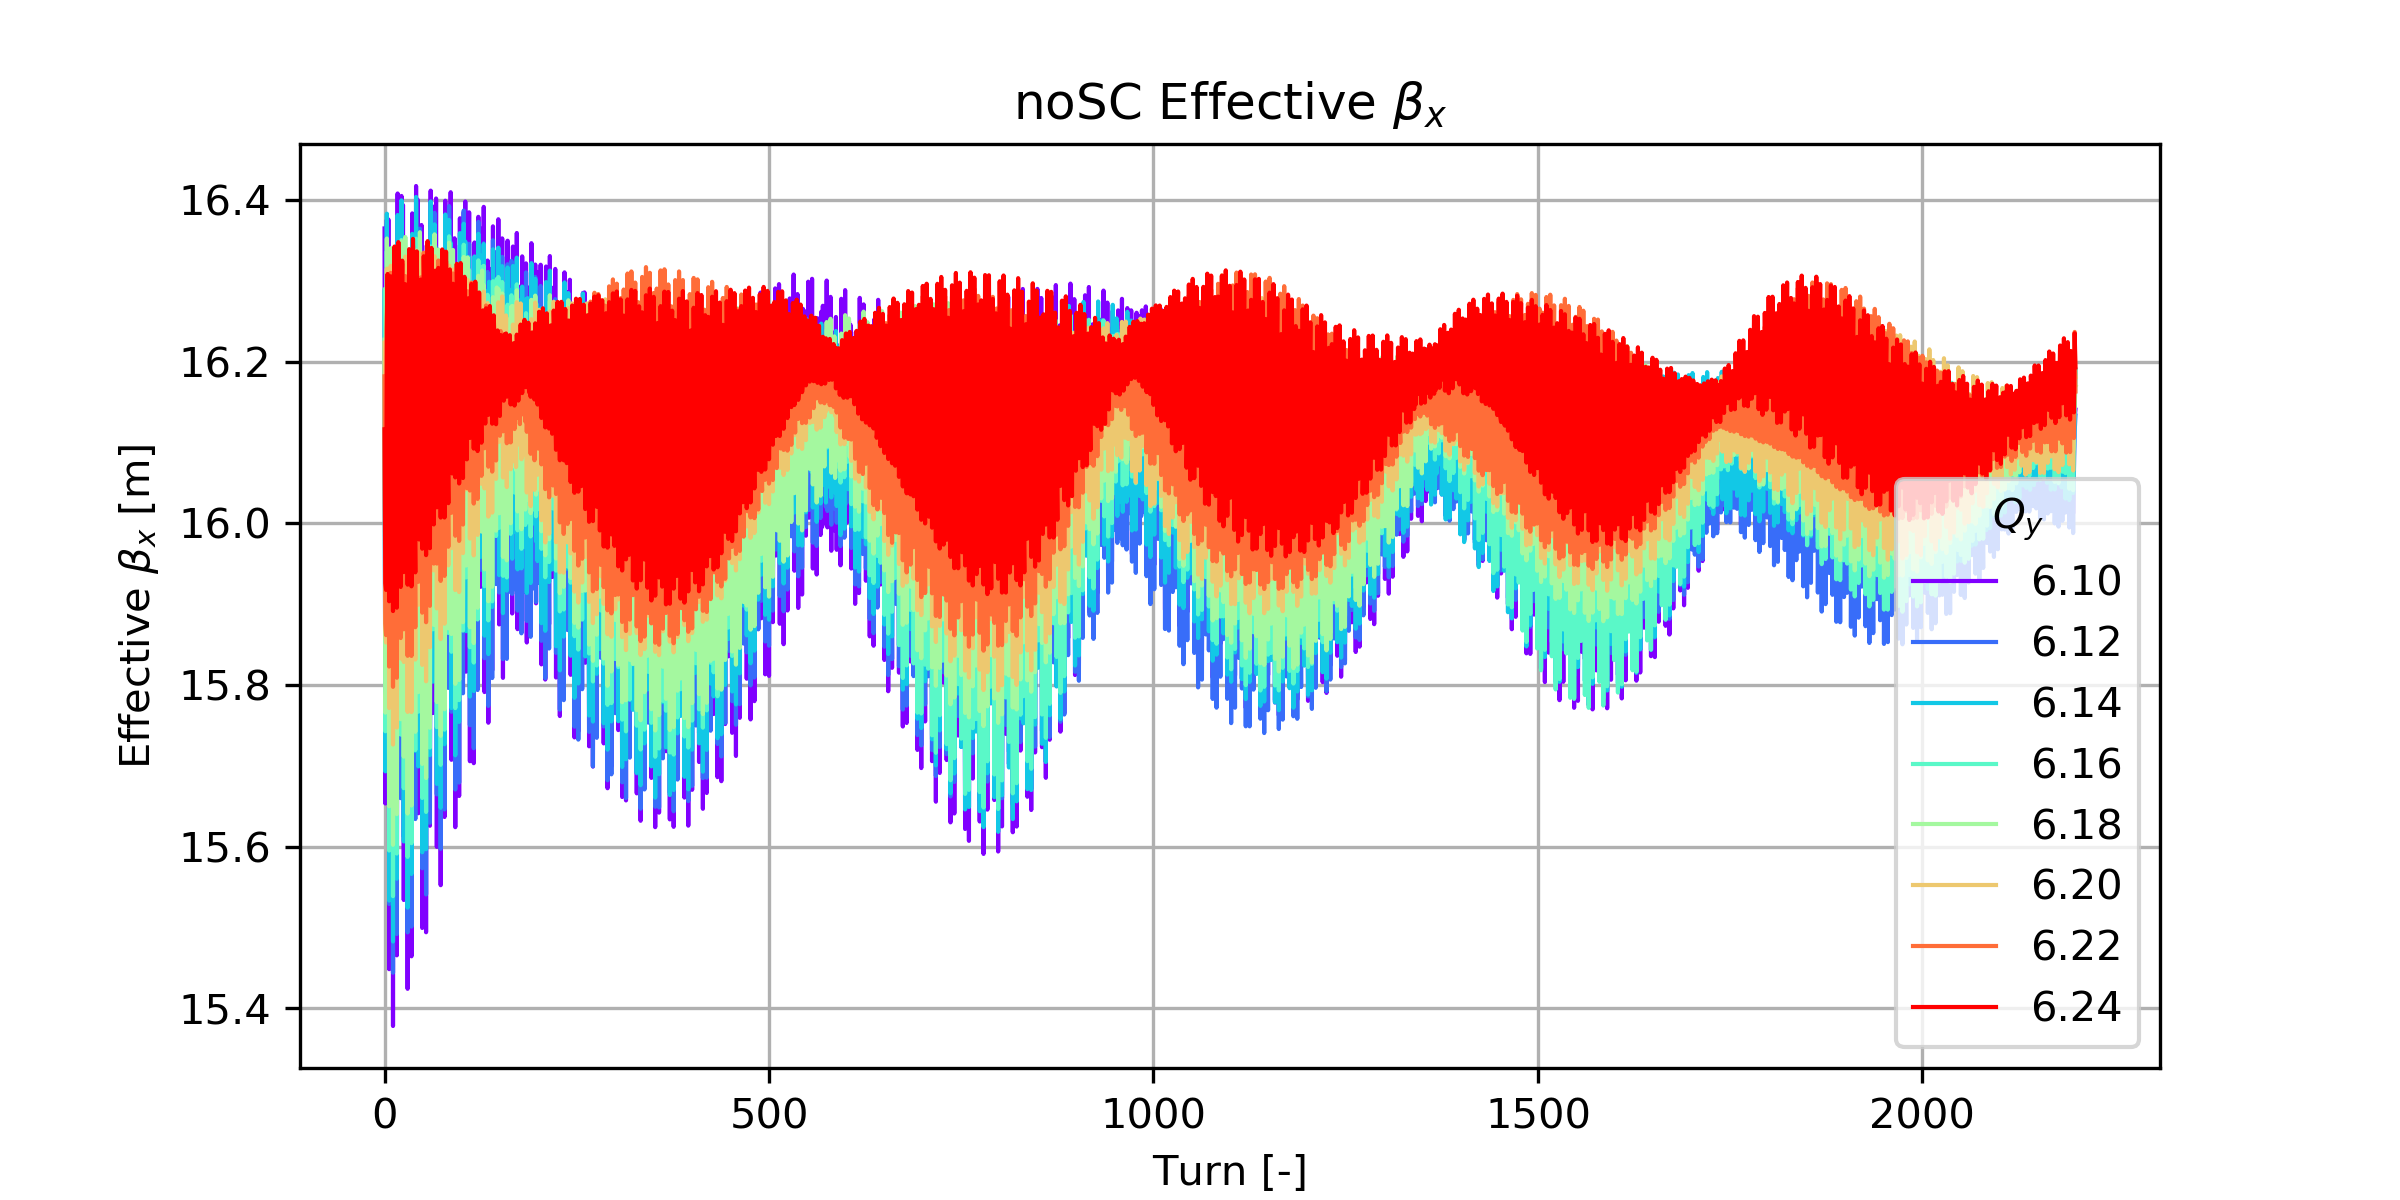 noSC Effective βₓ
Effective βₓ [m]
16.4
16.2
16.0
15.8
15.6
15.4
0 500 1000 1500 2000
Turn [-]
Q_y
6.10
6.12
6.14
6.16
6.18
6.20
6.22
6.24